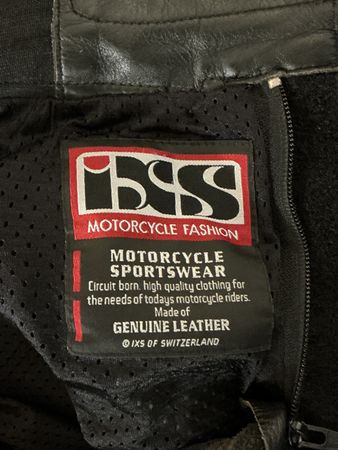 iXS
MOTORCYCLE FASHION
MOTORCYCLE
SPORTSWEAR
Circuit born. high quality clothing for
the needs of todays motorcycle riders.
Made of
GENUINE LEATHER
© IXS OF SWITZERLAND